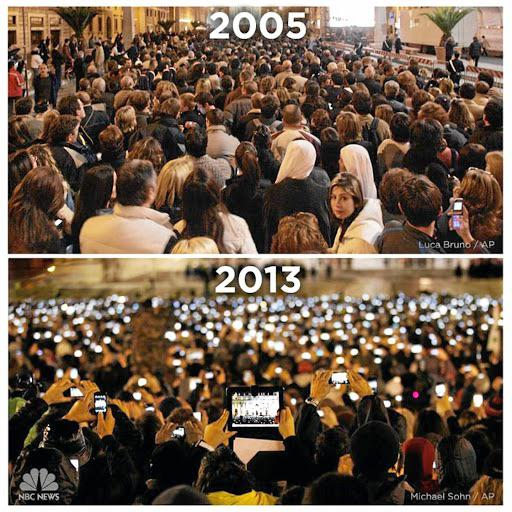 2005
Luca Bruno / AP
2013
NBC NEWS
Michael Sohn / AP